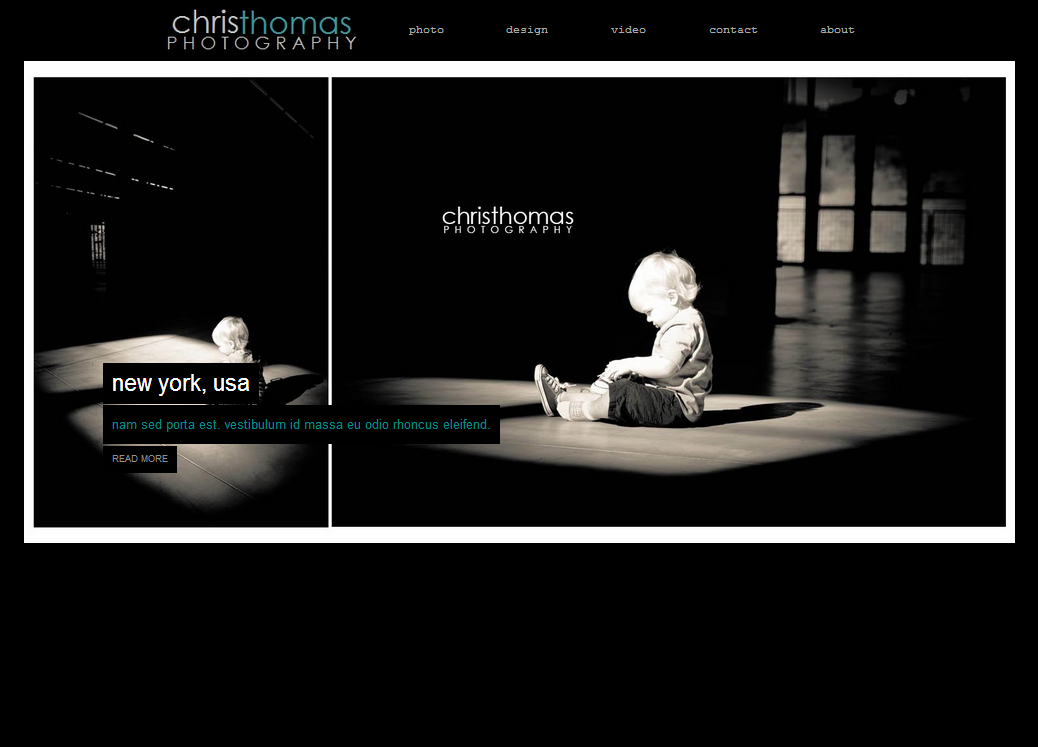 christhomas
PHOTOGRAPHY
photo design video contact about
christhomas
PHOTOGRAPHY
new york, usa
nam sed porta est. vestibulum id massa eu odio rhoncus eleifend.
READ MORE